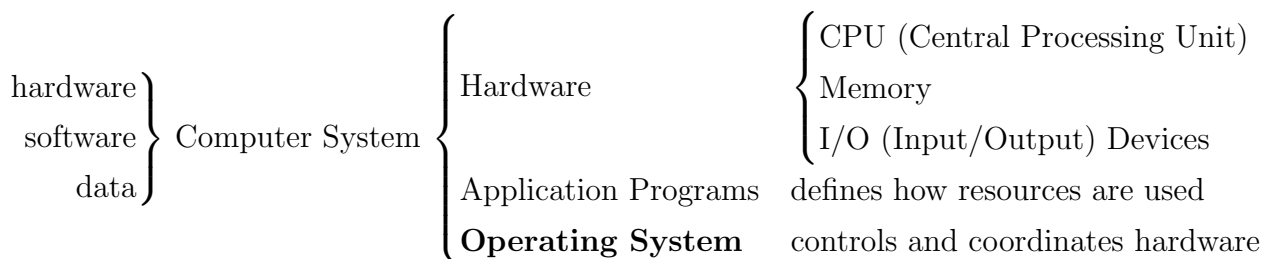 hardware
software
data
Computer System
Hardware
CPU (Central Processing Unit)
Memory
I/O (Input/Output) Devices
Application Programs defines how resources are used
Operating System controls and coordinates hardware